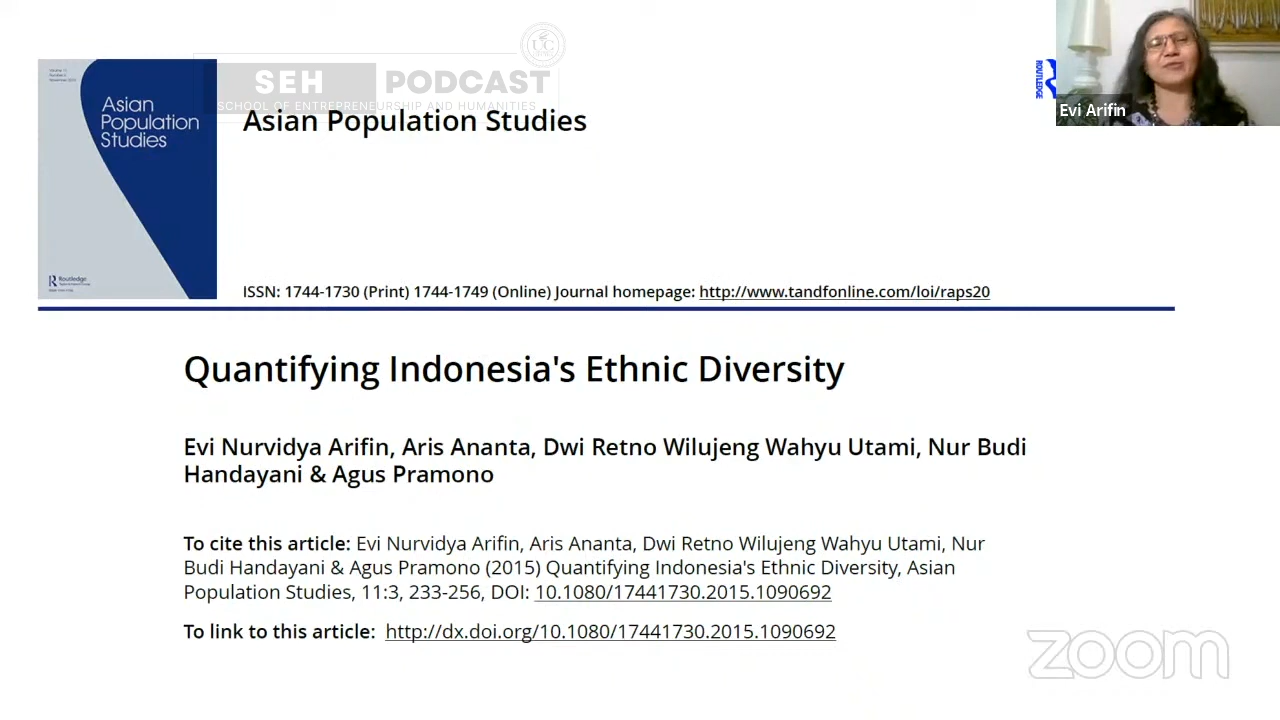 UC
SEH PODCAST
SCHOOL OF ENTREPRENEURSHIP AND HUMANITIES
Asian
Population
Studies
Routledge
Asian Population Studies
ROUTLEDGE
Evi Arifin
ISSN: 1744-1730 (Print) 1744-1749 (Online) Journal homepage: http://www.tandfonline.com/loi/raps20
Quantifying Indonesia's Ethnic Diversity
Evi Nurvidya Arifin, Aris Ananta, Dwi Retno Wilujeng Wahyu Utami, Nur Budi
Handayani & Agus Pramono
To cite this article: Evi Nurvidya Arifin, Aris Ananta, Dwi Retno Wilujeng Wahyu Utami, Nur
Budi Handayani & Agus Pramono (2015) Quantifying Indonesia's Ethnic Diversity, Asian
Population Studies, 11:3, 233-256, DOI: 10.1080/17441730.2015.1090692
To link to this article: http://dx.doi.org/10.1080/17441730.2015.1090692
zoom